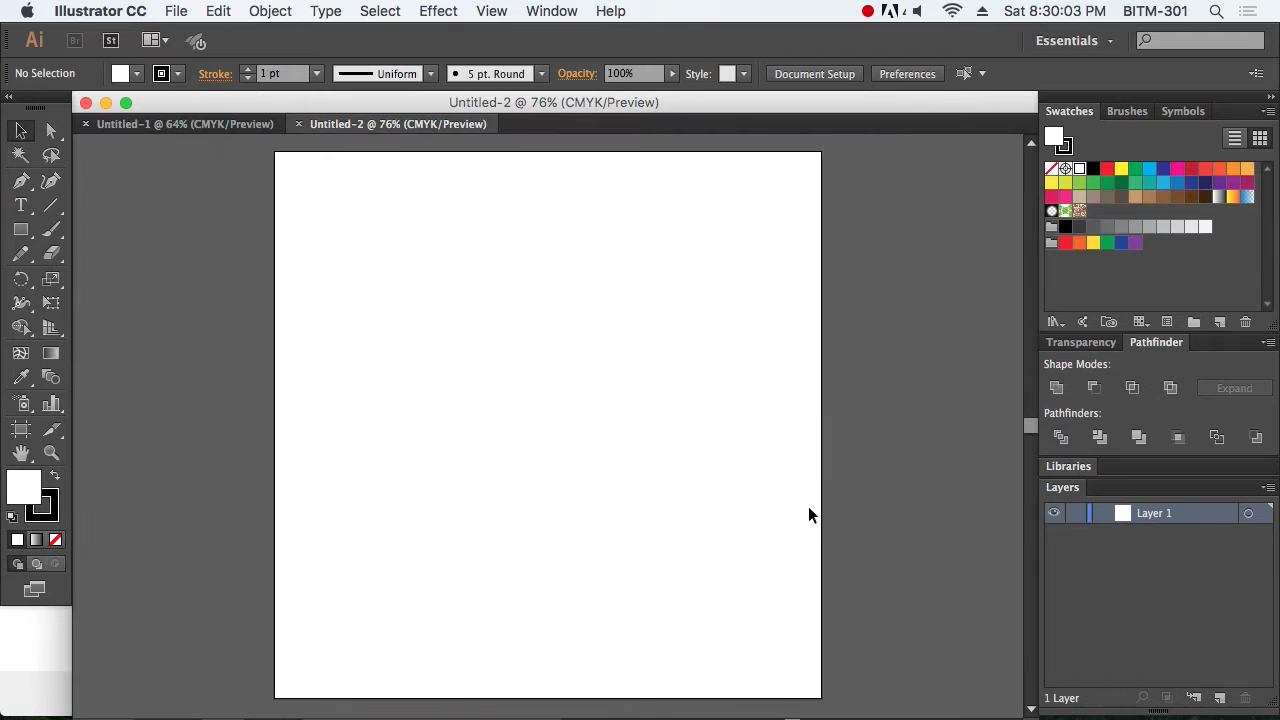 Illustrator CC File Edit Object Type Select Effect View Window Help Sat 8:30:03 PM BITM-301
Ai Br St Essentials
No Selection Stroke: 1 pt Uniform 5 pt. Round Opacity: 100% Style: Document Setup Preferences
Untitled-2 @ 76% (CMYK/Preview)
Untitled-1 @ 64% (CMYK/Preview) Untitled-2 @ 76% (CMYK/Preview)
Swatches Brushes Symbols
Transparency Pathfinder
Shape Modes:
Expand
Pathfinders:
Libraries
Layers
Layer 1
1 Layer